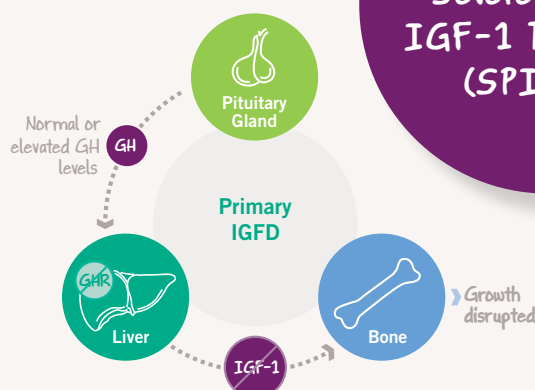 IGF-1
(SPI
Pituitary
Gland
Normal or
elevated GH
levels
GH
Primary
IGFD
GHR
Liver
Bone
Growth
disrupted
IGF-1